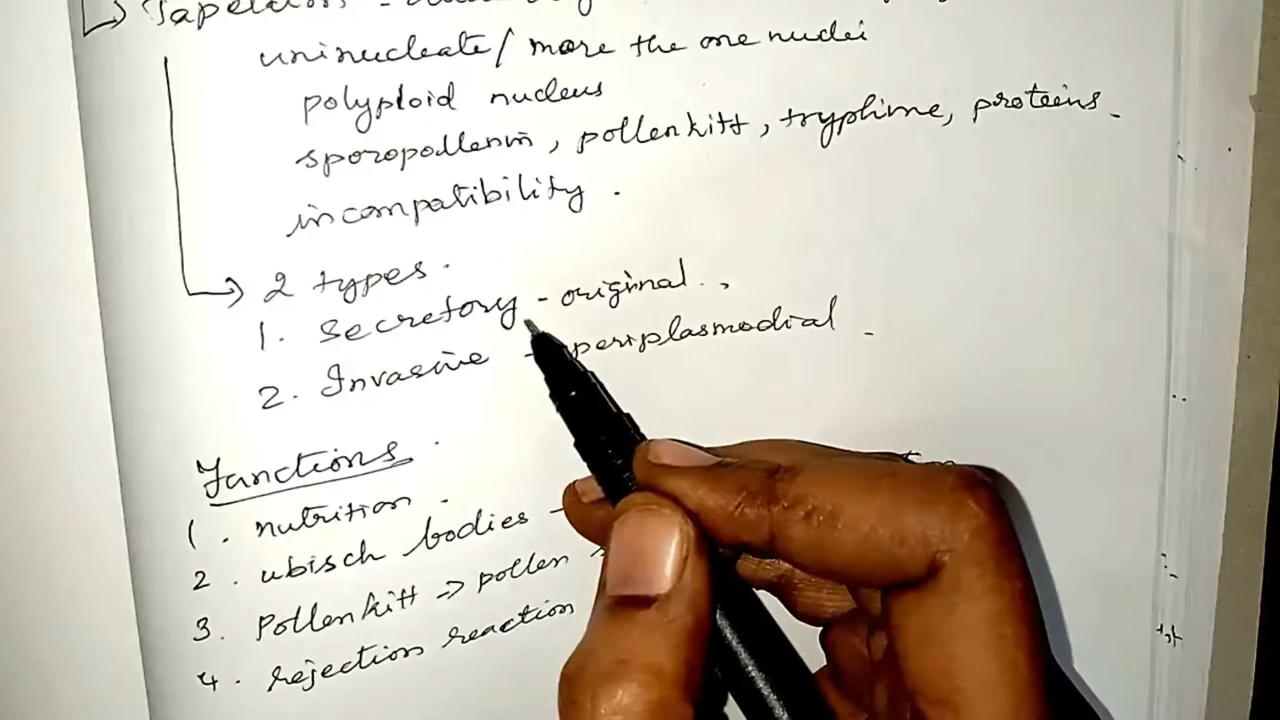 Tapetum -
uninucleate/ more the one nuclei
polyploid nucleus
sporopollenin, pollenkitt, tryphine, proteins.
incompatibility.
2 types.
1. Secretory - original.,
2. Invasive - periplasmodial.
Functions.
1. nutrition.
2. ubisch bodies -
3. Pollenkitt -> pollen
4. rejection reaction